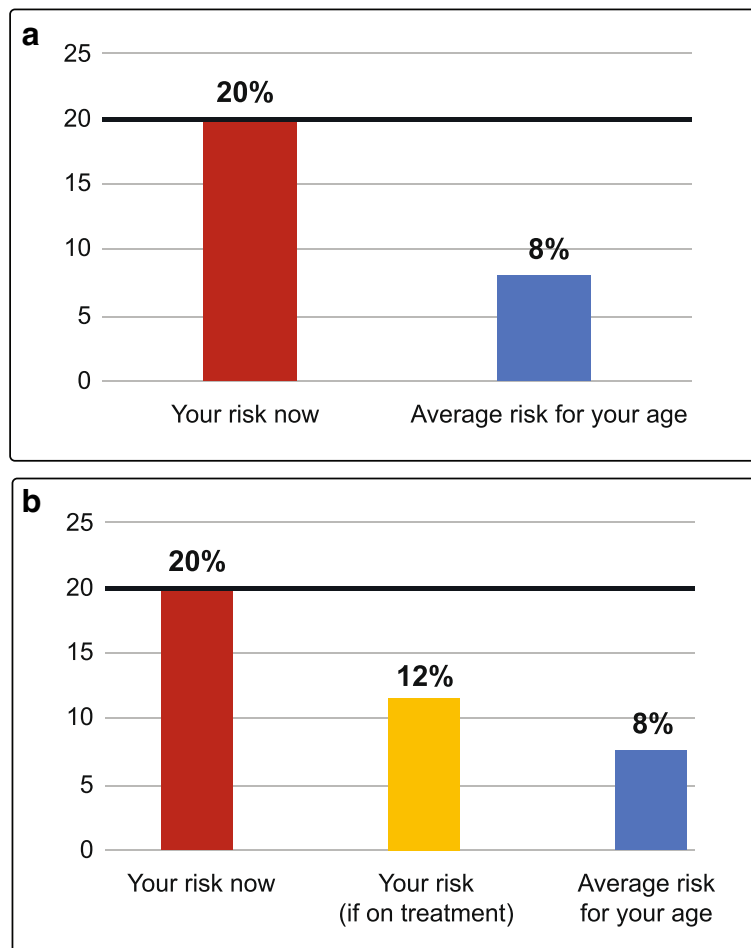 a
25
20%
20
15
10
8%
5
0
Your risk now
Average risk for your age
b
25
20%
20
15
12%
10
8%
5
0
Your risk now
Your risk
(if on treatment)
Average risk
for your age